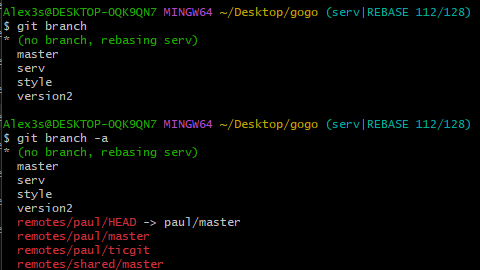 Alex3s@DESKTOP-OQK9QN7 MINGW64 ~/Desktop/gogo (serv|REBASE 112/128)
$ git branch
* (no branch, rebasing serv)
master
serv
style
version2
Alex3s@DESKTOP-OQK9QN7 MINGW64 ~/Desktop/gogo (serv|REBASE 112/128)
$ git branch -a
* (no branch, rebasing serv)
master
serv
style
version2
remotes/paul/HEAD -> paul/master
remotes/paul/master
remotes/paul/ticgit
remotes/shared/master